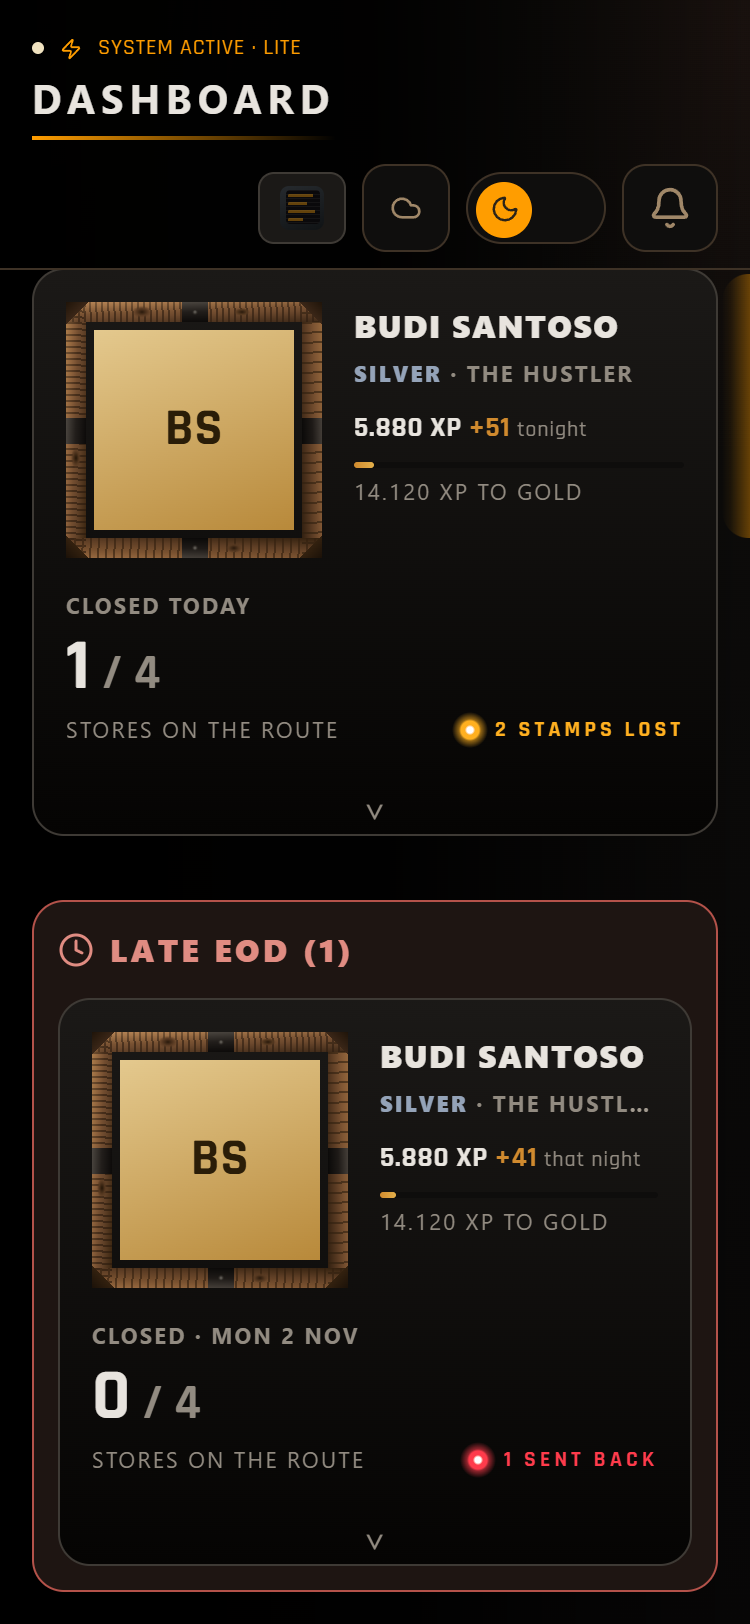 SYSTEM ACTIVE · LITE
DASHBOARD
BS
BUDI SANTOSO
SILVER · THE HUSTLER
5.880 XP +51 tonight
14.120 XP TO GOLD
CLOSED TODAY
1 / 4
STORES ON THE ROUTE
2 STAMPS LOST
LATE EOD (1)
BS
BUDI SANTOSO
SILVER · THE HUSTL...
5.880 XP +41 that night
14.120 XP TO GOLD
CLOSED · MON 2 NOV
0 / 4
STORES ON THE ROUTE
1 SENT BACK